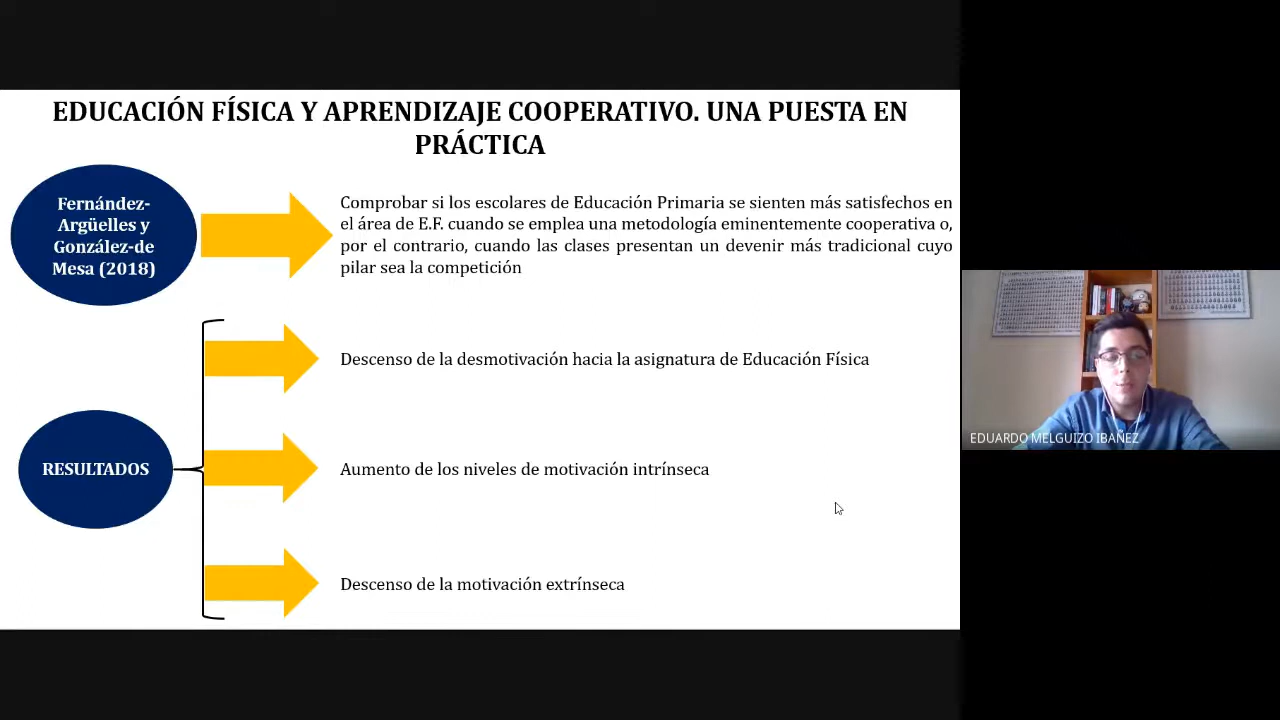 EDUCACIÓN FÍSICA Y APRENDIZAJE COOPERATIVO. UNA PUESTA EN
PRÁCTICA
Fernández-
Argüelles y
González-de
Mesa (2018)
Comprobar si los escolares de Educación Primaria se sienten más satisfechos en
el área de E.F. cuando se emplea una metodología eminentemente cooperativa o,
por el contrario, cuando las clases presentan un devenir más tradicional cuyo
pilar sea la competición
RESULTADOS
Descenso de la desmotivación hacia la asignatura de Educación Física
Aumento de los niveles de motivación intrínseca
Descenso de la motivación extrínseca
EDUARDO MELGUIZO IBAÑEZ